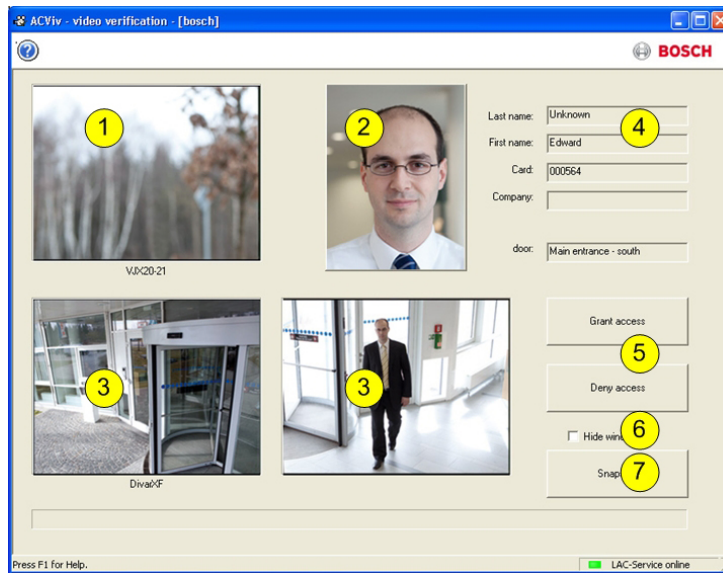 ACViv - video verification - [bosch]
BOSCH
1
2
Last name: Unknown
4
First name: Edward
Card: 000564
Company:
door: Main entrance - south
VJX20-21
3
3
Grant access
5
Deny access
Hide
6
7
DivarXF
Press F1 for Help.
LAC-Service online